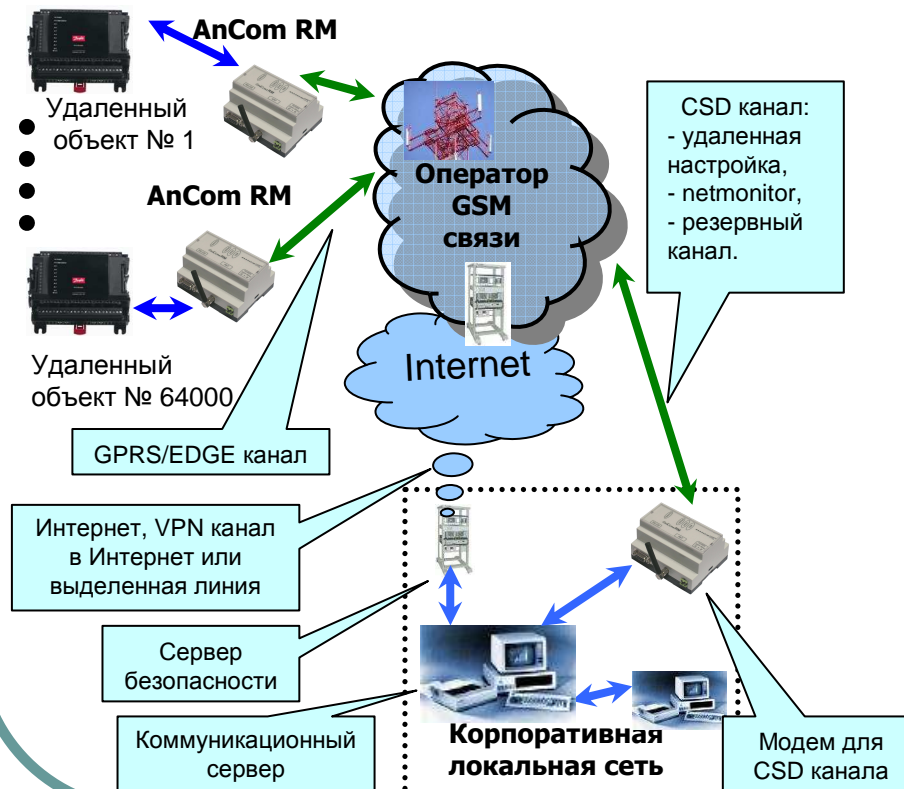 AnCom RM
Удаленный
объект № 1
AnCom RM
Удаленный
объект № 64000
Оператор
GSM
связи
Internet
CSD канал:
- удаленная
настройка,
- netmonitor,
- резервный
канал.
GPRS/EDGE канал
Интернет, VPN канал
в Интернет или
выделенная линия
Сервер
безопасности
Коммуникационный
сервер
Корпоративная
локальная сеть
Модем для
CSD канала